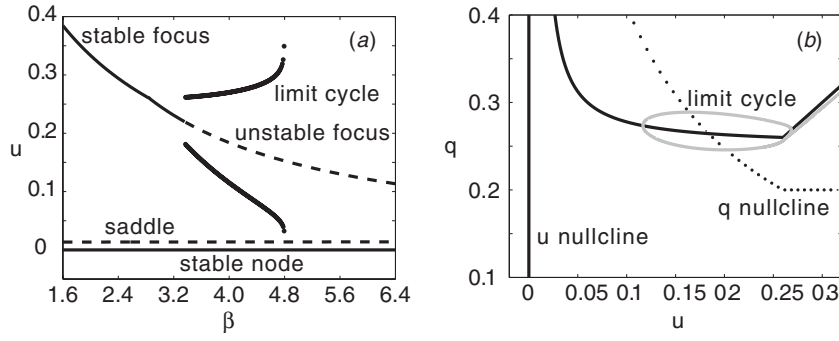 (a)
stable focus
limit cycle
unstable focus
saddle
stable node
u
0.4
0.3
0.2
0.1
0
1.6 2.4 3.2 4.0 4.8 5.6 6.4
β
(b)
limit cycle
q nullcline
u nullcline
q
0.4
0.3
0.2
0.1
0 0.05 0.1 0.15 0.2 0.25 0.3
u